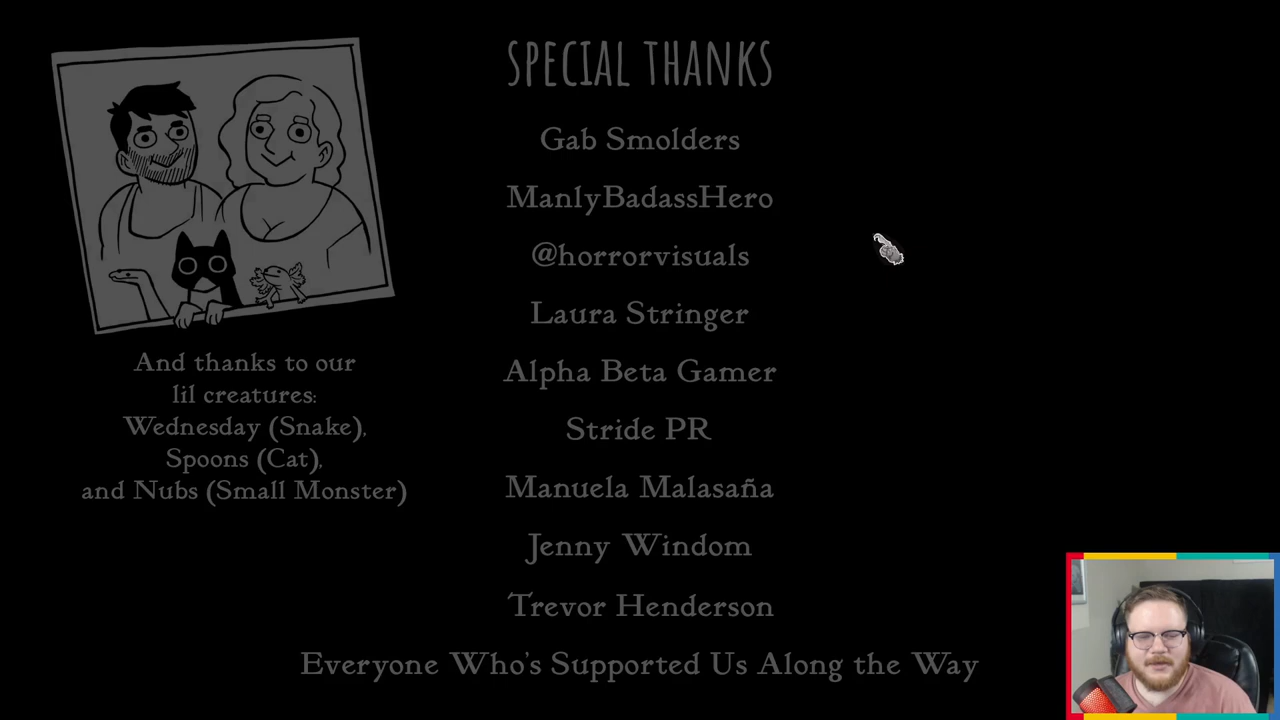 SPECIAL THANKS
Gab Smolders
ManlyBadassHero
@horrorvisuals
Laura Stringer
Alpha Beta Gamer
Stride PR
Manuela Malasaña
Jenny Windom
Trevor Henderson
Everyone Who's Supported Us Along the Way
And thanks to our
lil creatures:
Wednesday (Snake),
Spoons (Cat),
and Nubs (Small Monster)